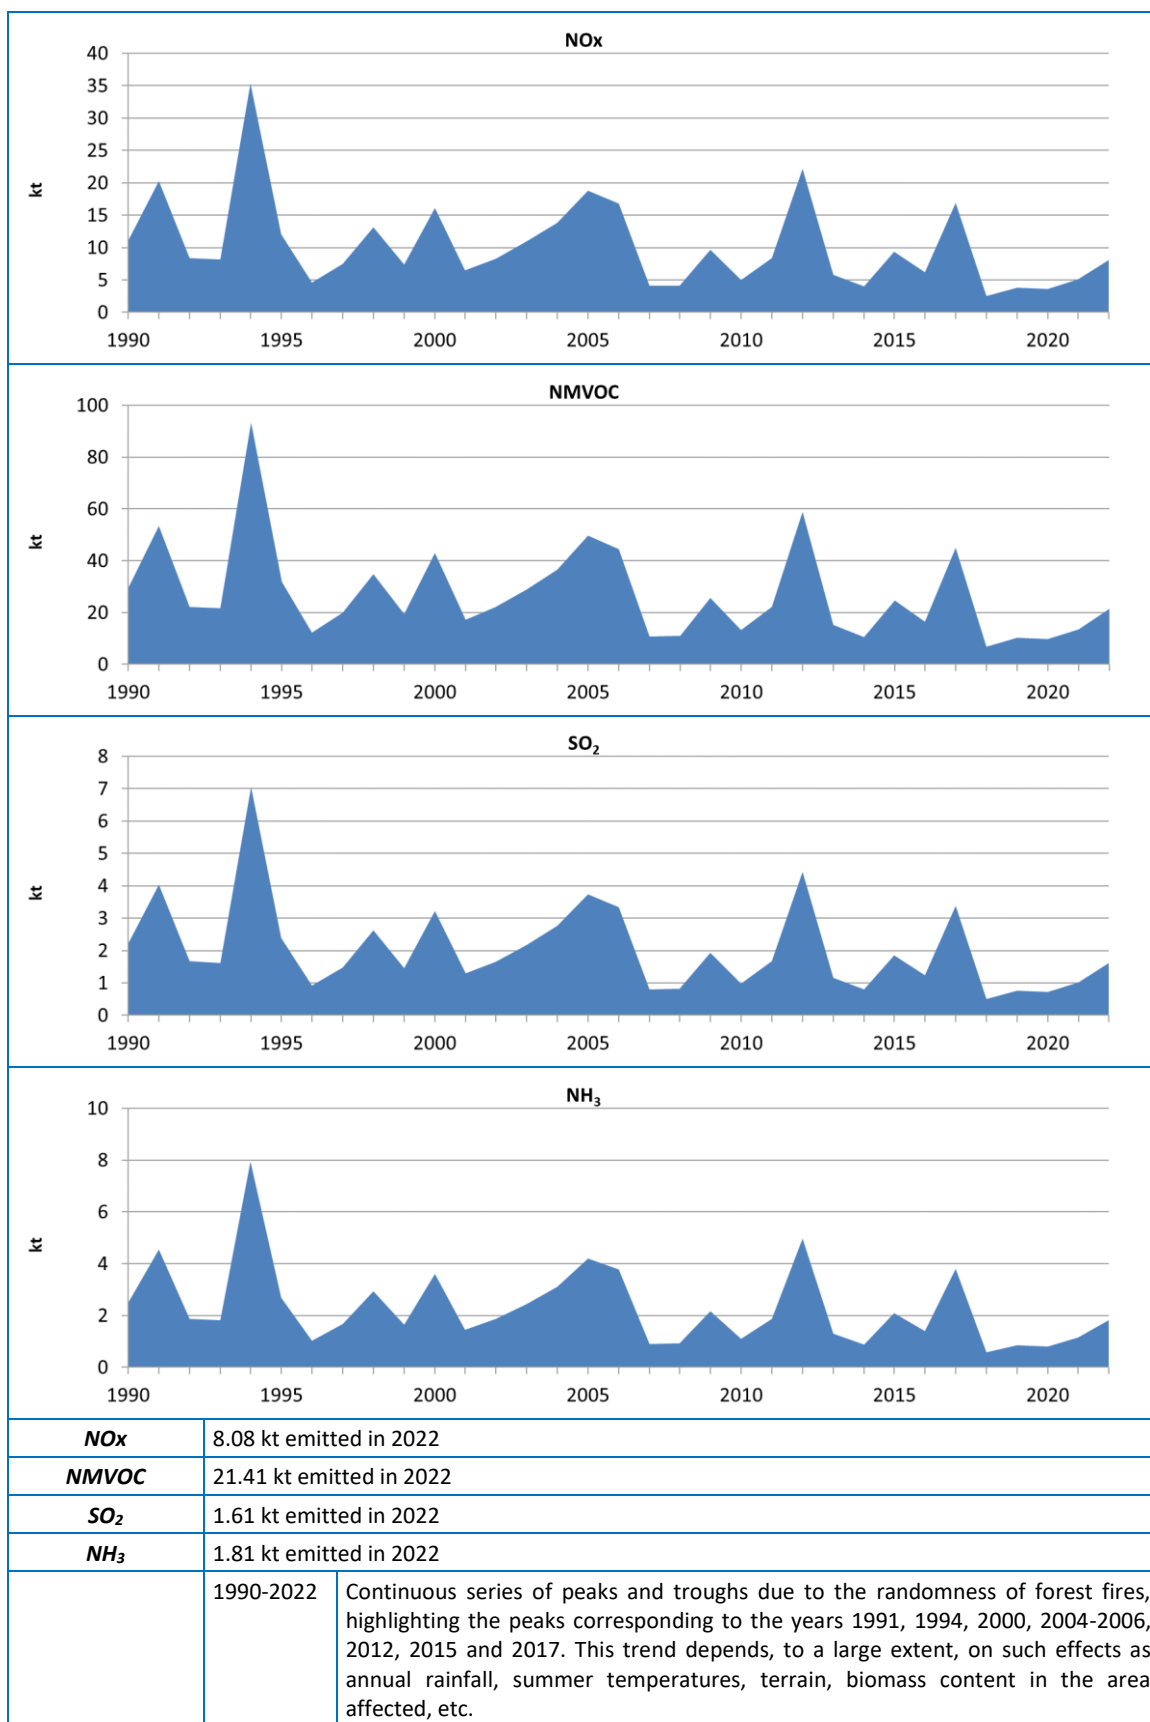 NOx
40
35
30
25
20
15
10
5
0
kt
1990 1995 2000 2005 2010 2015 2020
NMVOC
100
80
60
40
20
0
kt
1990 1995 2000 2005 2010 2015 2020
SO₂
8
7
6
5
4
3
2
1
0
kt
1990 1995 2000 2005 2010 2015 2020
NH₃
10
8
6
4
2
0
kt
1990 1995 2000 2005 2010 2015 2020
NOx 8.08 kt emitted in 2022
NMVOC 21.41 kt emitted in 2022
SO₂ 1.61 kt emitted in 2022
NH₃ 1.81 kt emitted in 2022
1990-2022 Continuous series of peaks and troughs due to the randomness of forest fires,
highlighting the peaks corresponding to the years 1991, 1994, 2000, 2004-2006,
2012, 2015 and 2017. This trend depends, to a large extent, on such effects as
annual rainfall, summer temperatures, terrain, biomass content in the area
affected, etc.